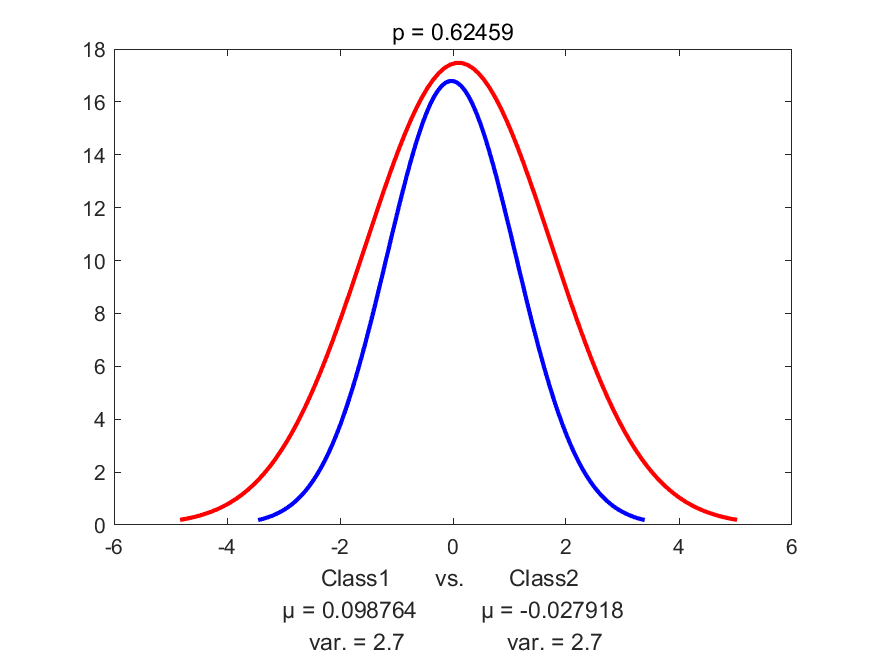 p = 0.62459
18
16
14
12
10
8
6
4
2
0
-6 -4 -2 0 2 4 6
Class1 vs. Class2
μ = 0.098764 μ = -0.027918
var. = 2.7 var. = 2.7